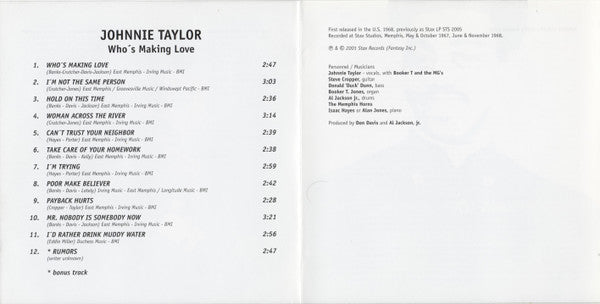 JOHNNIE TAYLOR
Who´s Making Love
1. WHO'S MAKING LOVE 2:47
(Banks-Crutcher-Davis-Jackson) East Memphis - Irving Music - BMI
2. I'M NOT THE SAME PERSON 3:03
(Crutcher-Jones) East Memphis / Groovesville Music / Windswept Pacific - BMI
3. HOLD ON THIS TIME 2:36
(Banks - Davis - Jackson) East Memphis - Irving Music - BMI
4. WOMAN ACROSS THE RIVER 3:14
(Crutcher-Jones) East Memphis - Irving Music - BMI
5. CAN´T TRUST YOUR NEIGHBOR 2:39
(Hayes - Porter) East Memphis - Irving Music - BMI
6. TAKE CARE OF YOUR HOMEWORK 2:38
(Banks - Davis - Kelly) East Memphis - Irving Music - BMI
7. I'M TRYING 2:59
(Hayes - Porter) East Memphis - Irving Music - BMI
8. POOR MAKE BELIEVER 2:42
(Banks - Davis - Lately) Irving Music - East Memphis / Longitude Music - BMI
9. PAYBACK HURTS 2:28
(Cropper - Taylor) East Memphis - Irving Music - BMI
10. MR. NOBODY IS SOMEBODY NOW 3:21
(Banks - Davis - Jackson) East Memphis - Irving Music - BMI
11. I'D RATHER DRINK MUDDY WATER 2:56
(Eddie Miller) Duchess Music - BMI
12. * RUMORS 2:47
(writer unknown)
* bonus track
First released in the U.S. 1968, previously as Stax LP STS 2005
Recorded at Stax Studios, Memphis, May & October 1967, June & November 1968.
℗ & © 2001 Stax Records (Fantasy Inc.)
Personnel / Musicians
Johnnie Taylor - vocals, with Booker T and the MG's
Steve Cropper, guitar
Donald 'Duck' Dunn, bass
Booker T. Jones, organ
Al Jackson jr., drums
The Memphis Horns
Isaac Hayes or Alan Jones, piano
Produced by Don Davis and Al Jackson, jr.